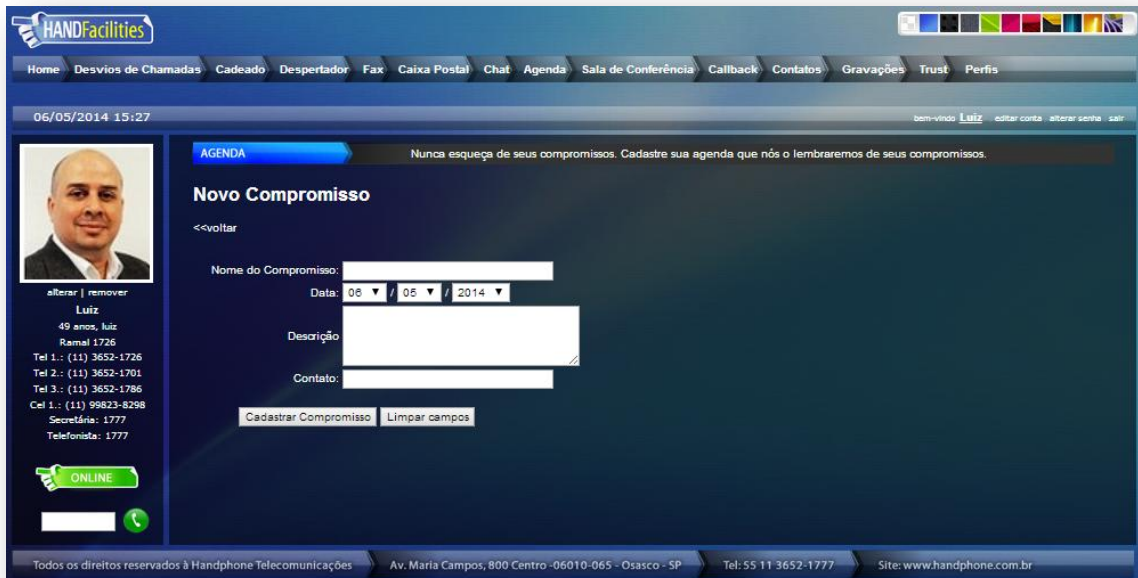 HANDFacilities
Home Desvios de Chamadas Cadeado Despertador Fax Caixa Postal Chat Agenda Sala de Conferência Callback Contatos Gravações Trust Perfis
06/05/2014 15:27
bem-vindo Luiz editar conta alterar senha sair
AGENDA
Nunca esqueça de seus compromissos. Cadastre sua agenda que nós o lembraremos de seus compromissos.
Novo Compromisso
<<voltar
Nome do Compromisso:
Data: 06 / 05 / 2014
Descrição
Contato:
Cadastrar Compromisso Limpar campos
alterar | remover
Luiz
49 anos, luiz
Ramal 1726
Tel 1.: (11) 3652-1726
Tel 2.: (11) 3652-1701
Tel 3.: (11) 3652-1786
Cel 1.: (11) 99823-8298
Secretária: 1777
Telefonista: 1777
ONLINE
Todos os direitos reservados à Handphone Telecomunicações
Av. Maria Campos, 800 Centro -06010-065 - Osasco - SP
Tel: 55 11 3652-1777
Site: www.handphone.com.br